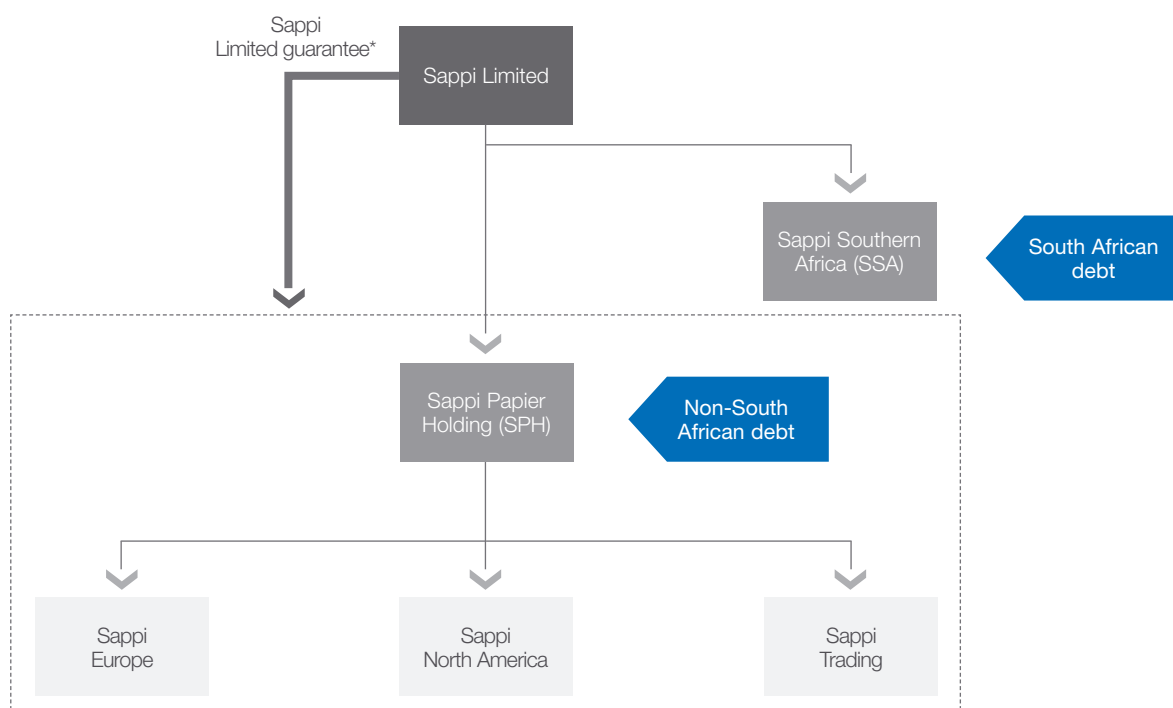 Sappi
Limited guarantee*
Sappi Limited
Sappi Southern
Africa (SSA)
South African
debt
Sappi Papier
Holding (SPH)
Non-South
African debt
Sappi
Europe
Sappi
North America
Sappi
Trading